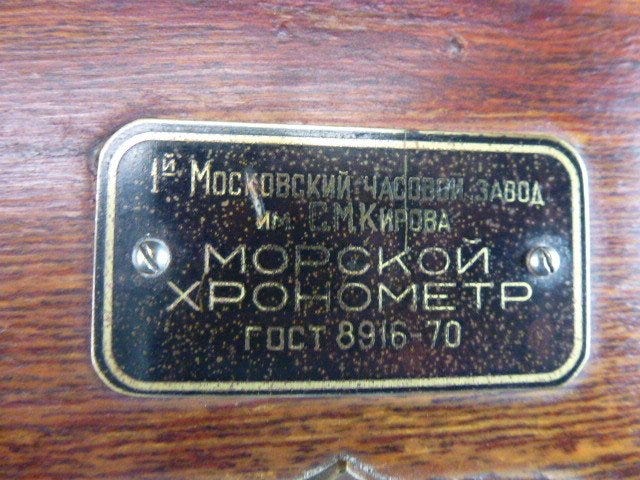 1й Московский часовой завод
им. С.М.Кирова
МОРСКОЙ
ХРОНОМЕТР
ГОСТ 8916-70